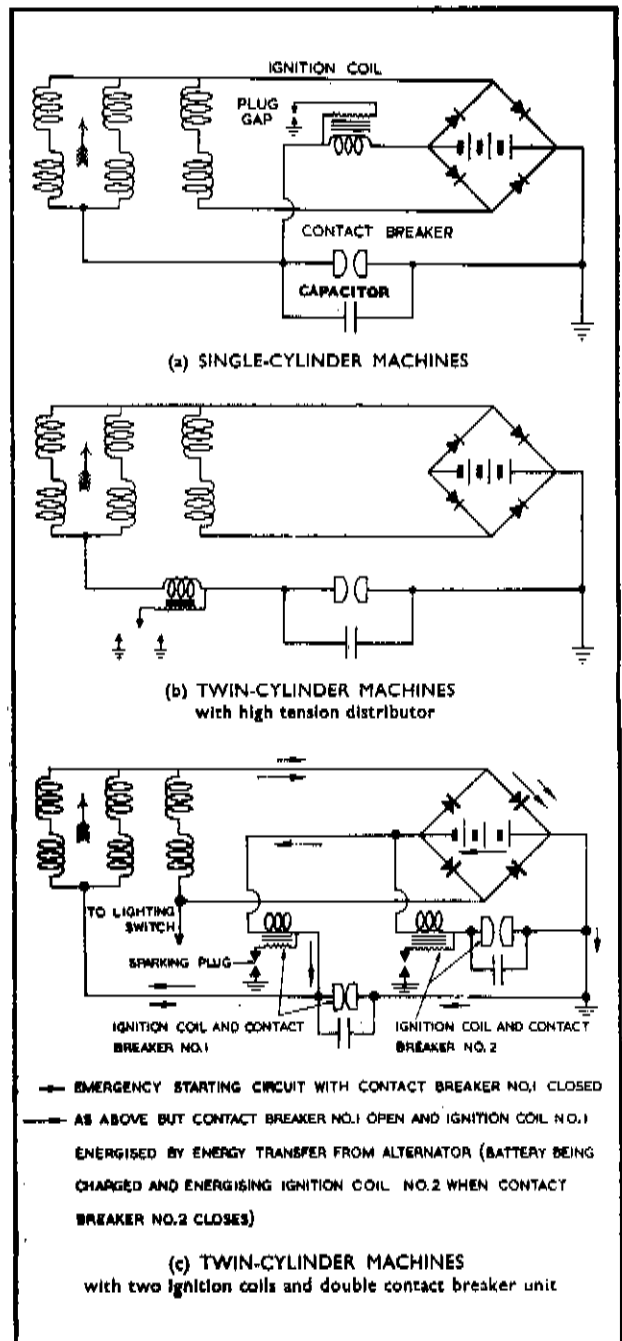 IGNITION COIL
PLUG
GAP
CONTACT BREAKER
CAPACITOR
(a) SINGLE-CYLINDER MACHINES
(b) TWIN-CYLINDER MACHINES
with high tension distributor
TO LIGHTING
SWITCH
SPARKING PLUG
IGNITION COIL AND CONTACT
BREAKER NO.1
IGNITION COIL AND CONTACT
BREAKER NO.2
EMERGENCY STARTING CIRCUIT WITH CONTACT BREAKER NO.1 CLOSED
AS ABOVE BUT CONTACT BREAKER NO.1 OPEN AND IGNITION COIL NO.1
ENERGISED BY ENERGY TRANSFER FROM ALTERNATOR (BATTERY BEING
CHARGED AND ENERGISING IGNITION COIL NO.2 WHEN CONTACT
BREAKER NO.2 CLOSES)
(c) TWIN-CYLINDER MACHINES
with two ignition coils and double contact breaker unit